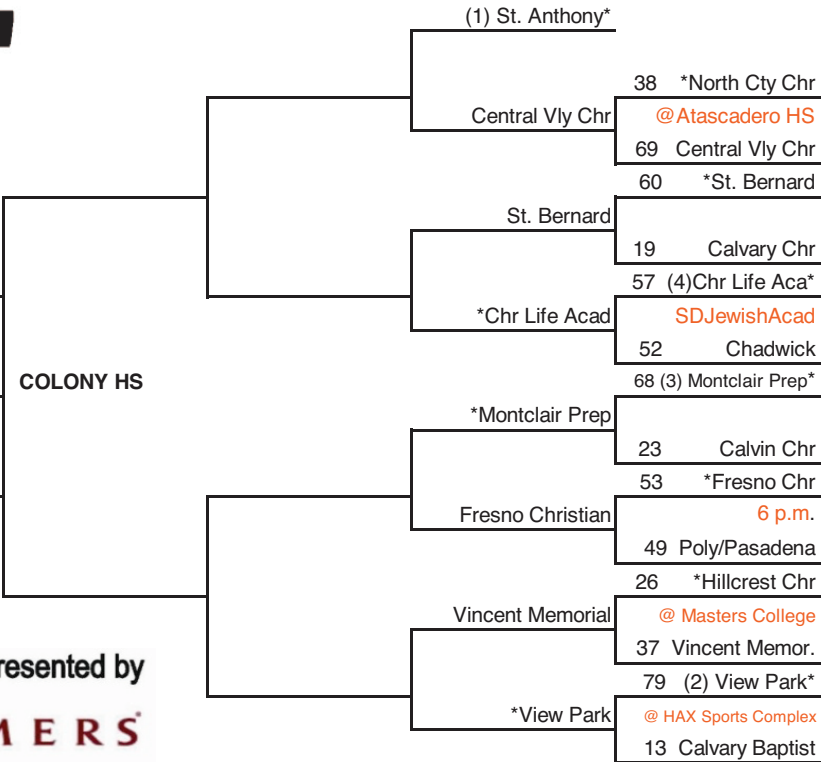 (1) St. Anthony*
38 *North Cty Chr
Central Vly Chr
@Atascadero HS
69 Central Vly Chr
60 *St. Bernard
St. Bernard
19 Calvary Chr
57 (4)Chr Life Aca*
*Chr Life Acad
SDJewishAcad
52 Chadwick
COLONY HS
68 (3) Montclair Prep*
*Montclair Prep
23 Calvin Chr
53 *Fresno Chr
Fresno Christian
6 p.m.
49 Poly/Pasadena
26 *Hillcrest Chr
Vincent Memorial
@ Masters College
37 Vincent Memor.
resented by
79 (2) View Park*
*View Park
@ HAX Sports Complex
MERS
13 Calvary Baptist